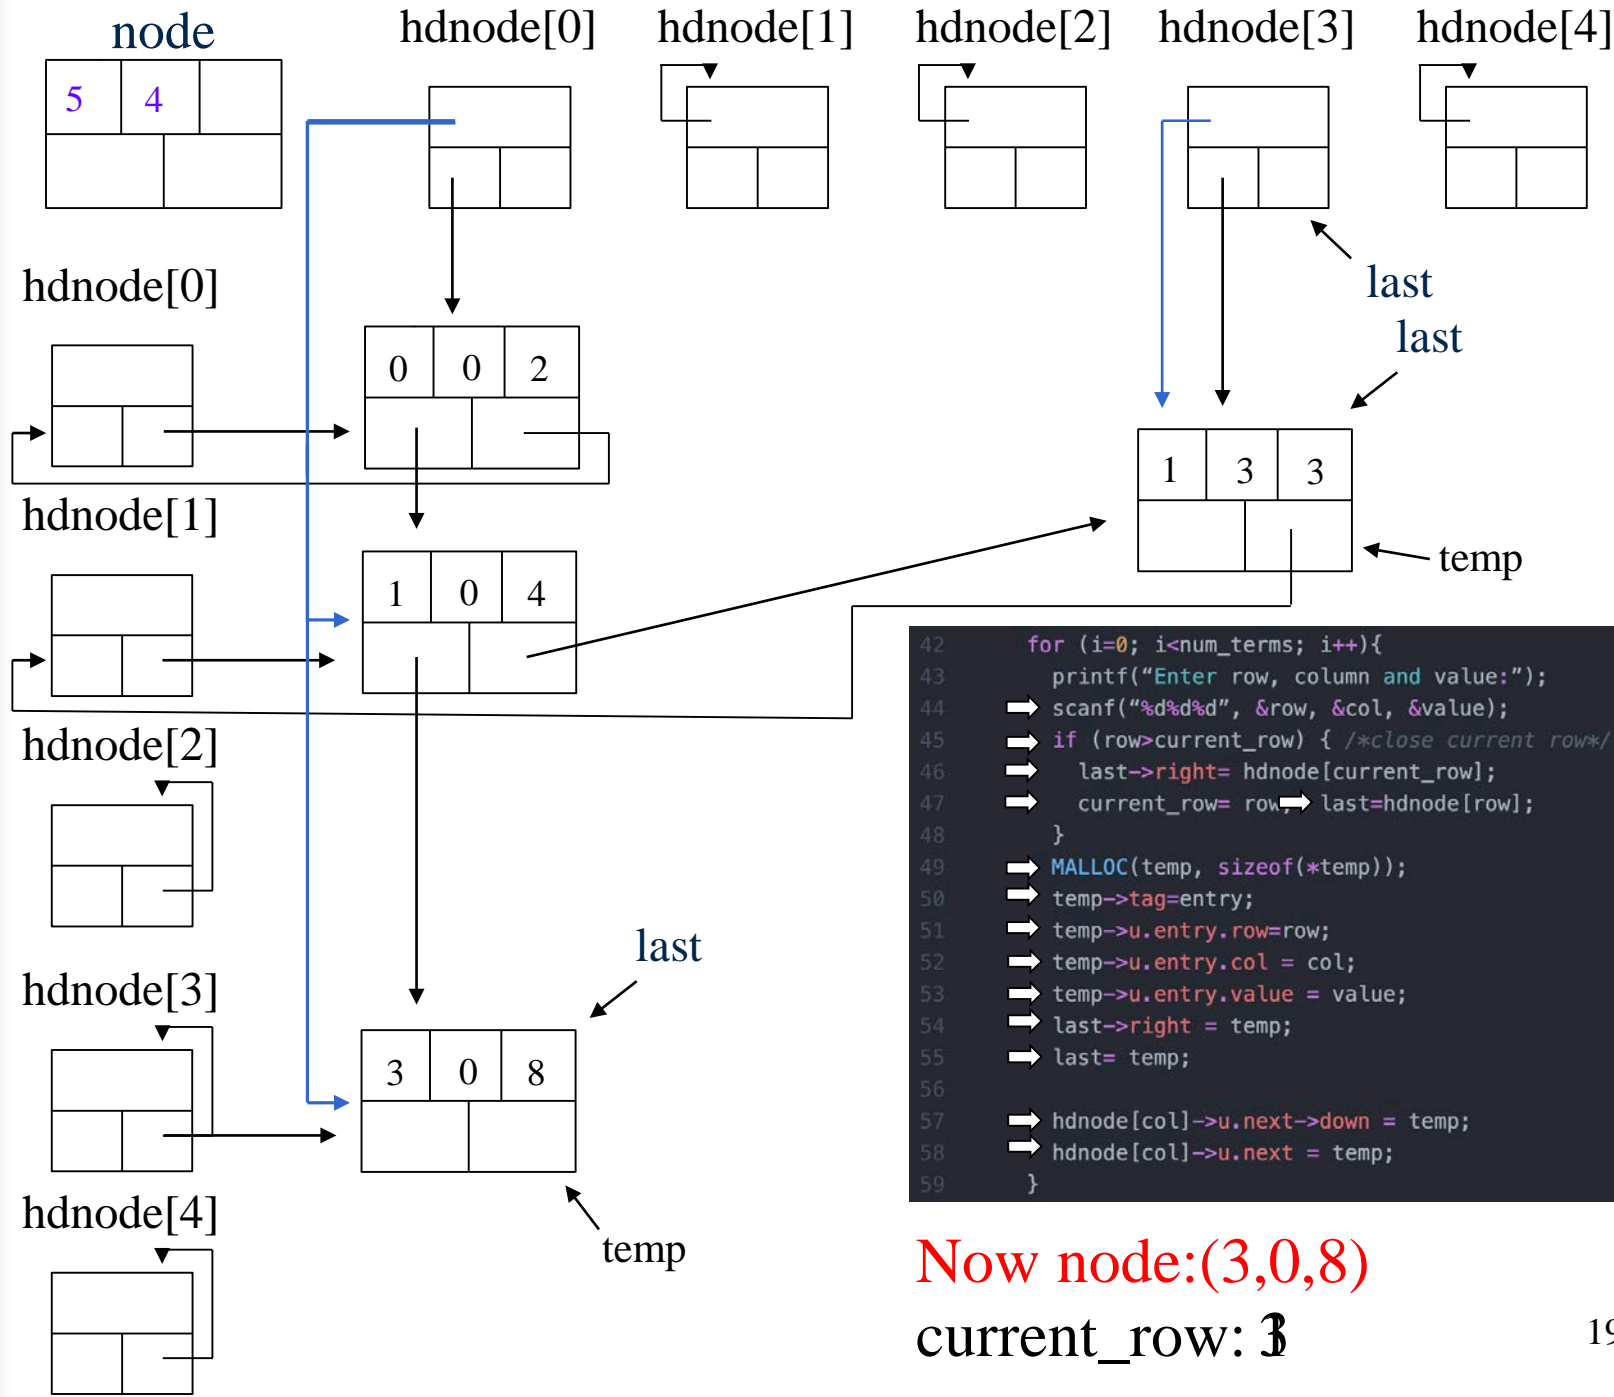 node hdnode[0] hdnode[1] hdnode[2] hdnode[3] hdnode[4]
5 4
hdnode[0]
last
last
0 0 2
1 3 3
hdnode[1]
temp
1 0 4
hdnode[2]
last
hdnode[3]
3 0 8
hdnode[4]
temp
42 for (i=0; i<num_terms; i++){
43 printf(“Enter row, column and value:”);
44 scanf(“%d%d%d”, &row, &col, &value);
45 if (row>current_row) { /*close current row*/
46 last->right= hdnode[current_row];
47 current_row= row; last=hdnode[row];
48 }
49 MALLOC(temp, sizeof(*temp));
50 temp->tag=entry;
51 temp->u.entry.row=row;
52 temp->u.entry.col = col;
53 temp->u.entry.value = value;
54 last->right = temp;
55 last= temp;
56
57 hdnode[col]->u.next->down = temp;
58 hdnode[col]->u.next = temp;
59 }
Now node:(3,0,8)
current_row:
19